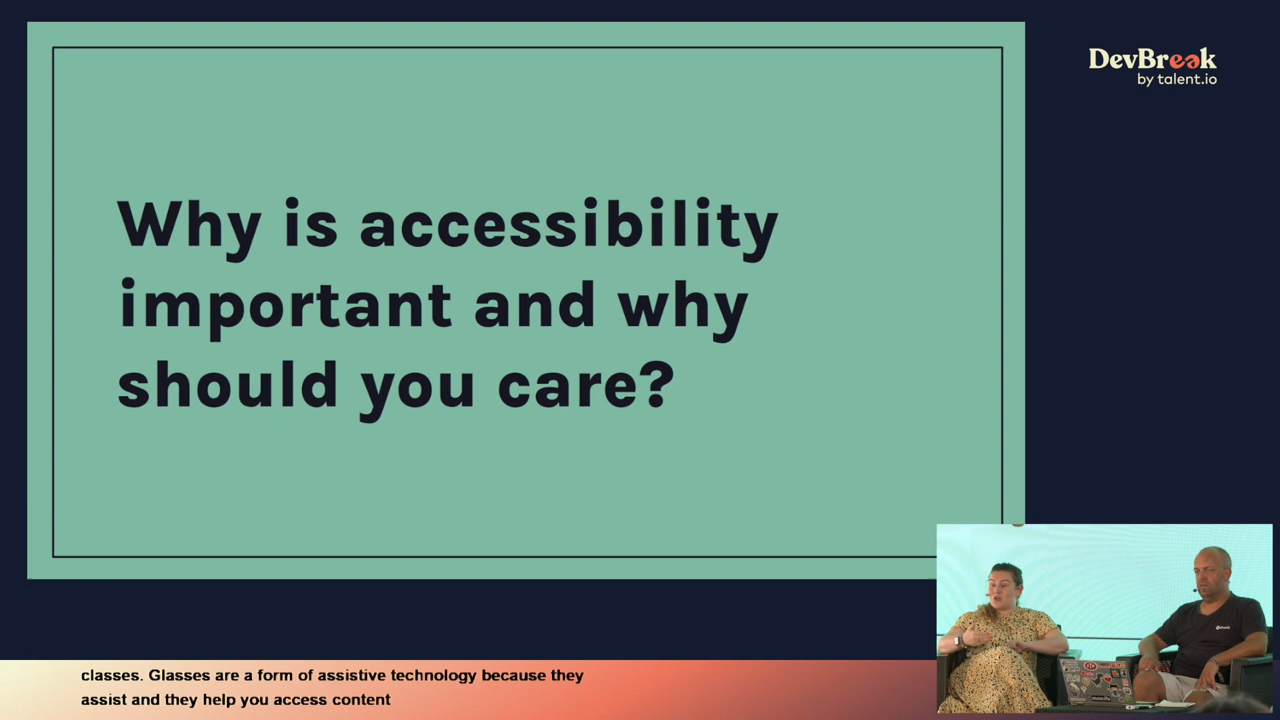 DevBreak
by talent.io
Why is accessibility
important and why
should you care?
classes. Glasses are a form of assistive technology because they
assist and they help you access content